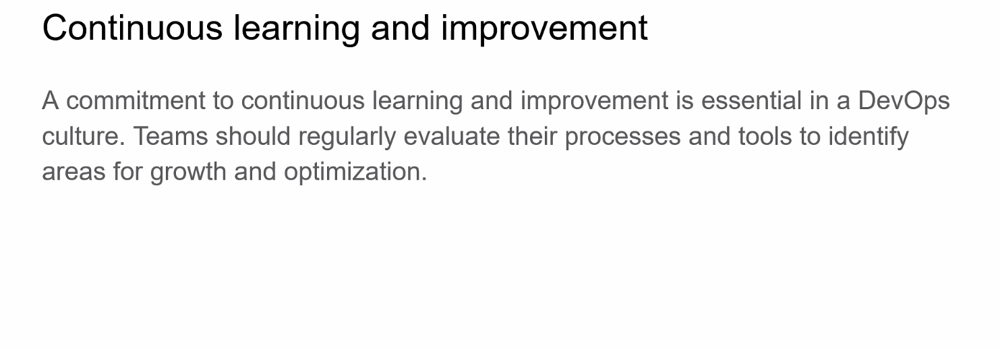 Continuous learning and improvement
A commitment to continuous learning and improvement is essential in a DevOps
culture. Teams should regularly evaluate their processes and tools to identify
areas for growth and optimization.